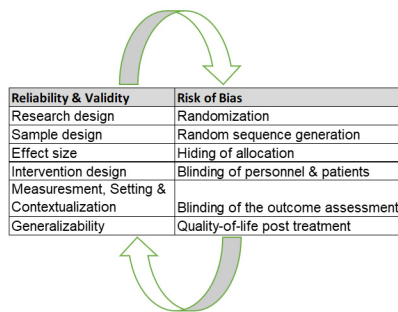 Reliability & Validity Risk of Bias
Research design Randomization
Sample design Random sequence generation
Effect size Hiding of allocation
Intervention design Blinding of personnel & patients
Measuresment, Setting &
Contextualization Blinding of the outcome assessment
Generalizability Quality-of-life post treatment